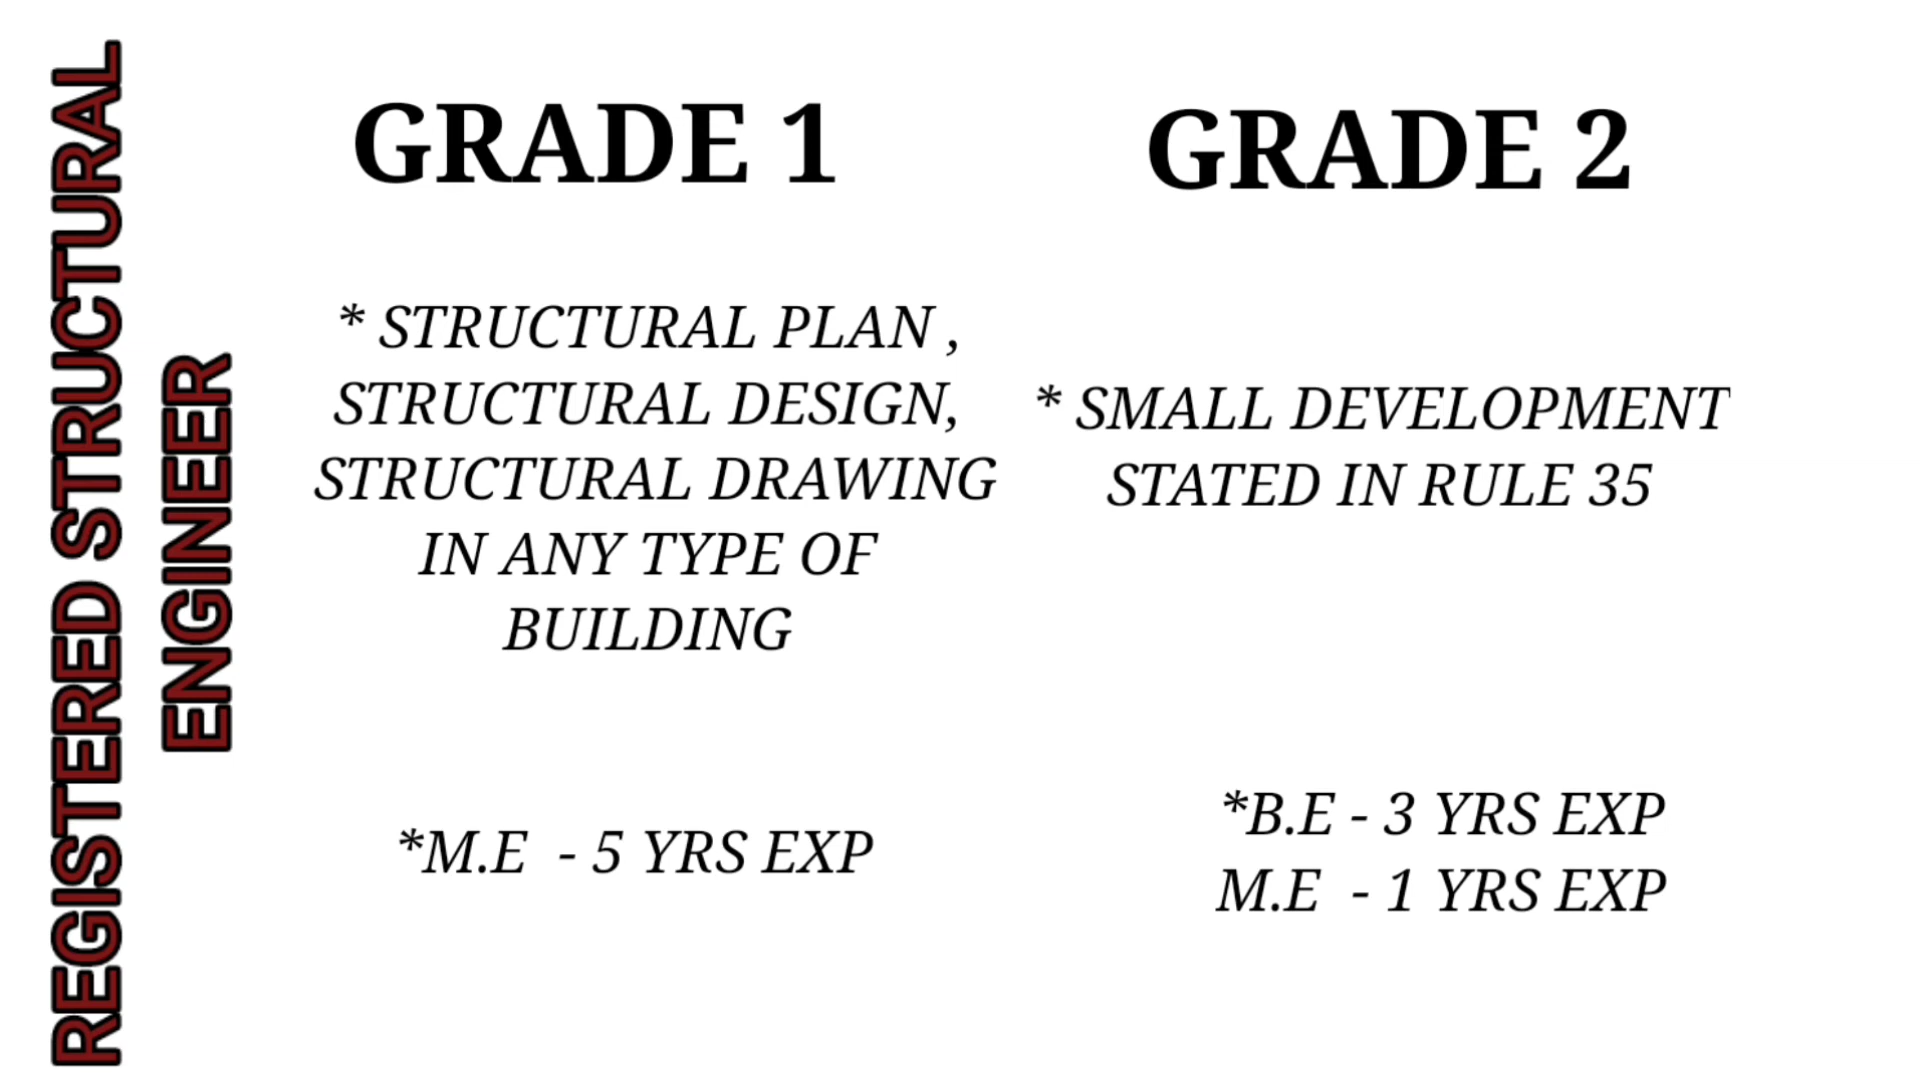 REGISTERED STRUCTURAL
ENGINEER
GRADE 1
* STRUCTURAL PLAN ,
STRUCTURAL DESIGN,
STRUCTURAL DRAWING
IN ANY TYPE OF
BUILDING
*M.E  - 5 YRS EXP
GRADE 2
* SMALL DEVELOPMENT
STATED IN RULE 35
*B.E - 3 YRS EXP
M.E  - 1 YRS EXP